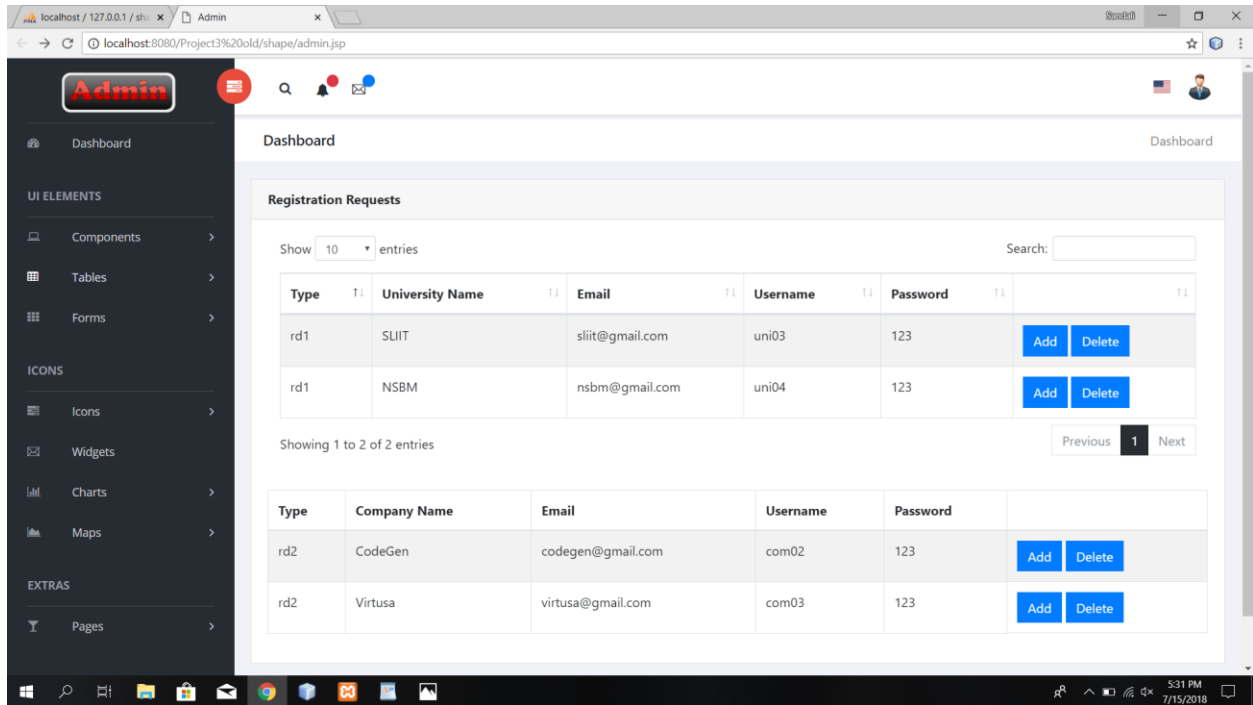 localhost / 127.0.0.1 / sha
Admin
localhost:8080/Project3%20old/shape/admin.jsp
Admin
Dashboard
UI ELEMENTS
Components
Tables
Forms
ICONS
Icons
Widgets
Charts
Maps
EXTRAS
Pages
Dashboard Dashboard
Registration Requests
Show 10 entries Search:
Type University Name Email Username Password
rd1 SLIIT sliit@gmail.com uni03 123 Add Delete
rd1 NSBM nsbm@gmail.com uni04 123 Add Delete
Showing 1 to 2 of 2 entries Previous 1 Next
Type Company Name Email Username Password
rd2 CodeGen codegen@gmail.com com02 123 Add Delete
rd2 Virtusa virtusa@gmail.com com03 123 Add Delete
5:31 PM
7/15/2018